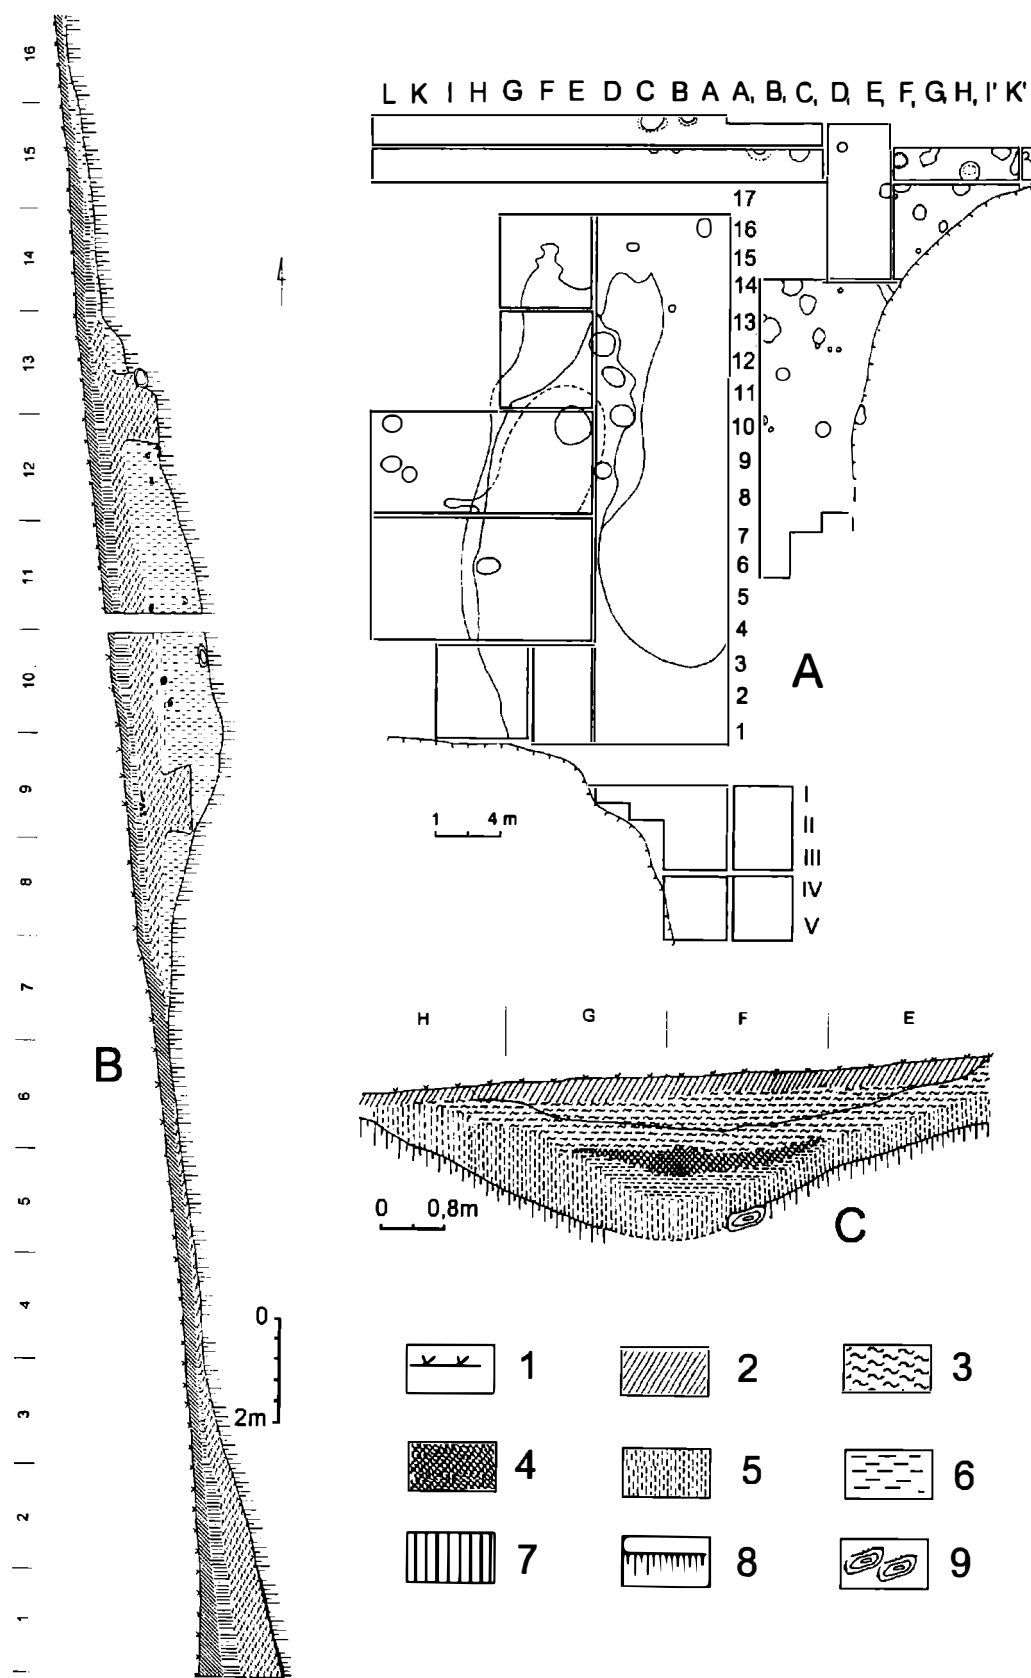 L K I H G F E D C B A A, B, C, D, E, F, G, H, I' K'
17
16
15
14
13
12
11
10
9
8
7
6
5
4
3
2
1
A
1 4 m
I
II
III
IV
V
16
15
14
13
12
11
10
9
8
7
6
5
4
3
2
1
B
0
2m
H G F E
C
0 0,8m
1 2 3
4 5 6
7 8 9